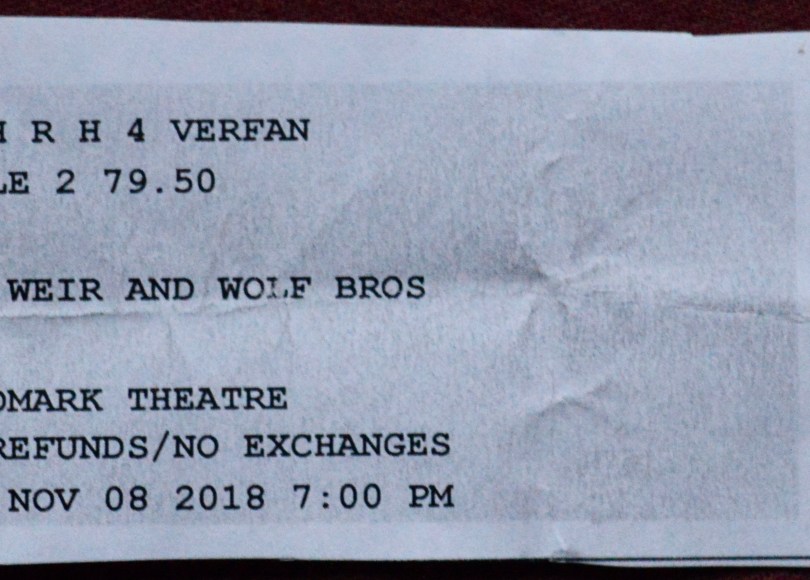 H R H 4 VERFAN
LE 2 79.50
WEIR AND WOLF BROS
DMARK THEATRE
REFUNDS/NO EXCHANGES
NOV 08 2018 7:00 PM